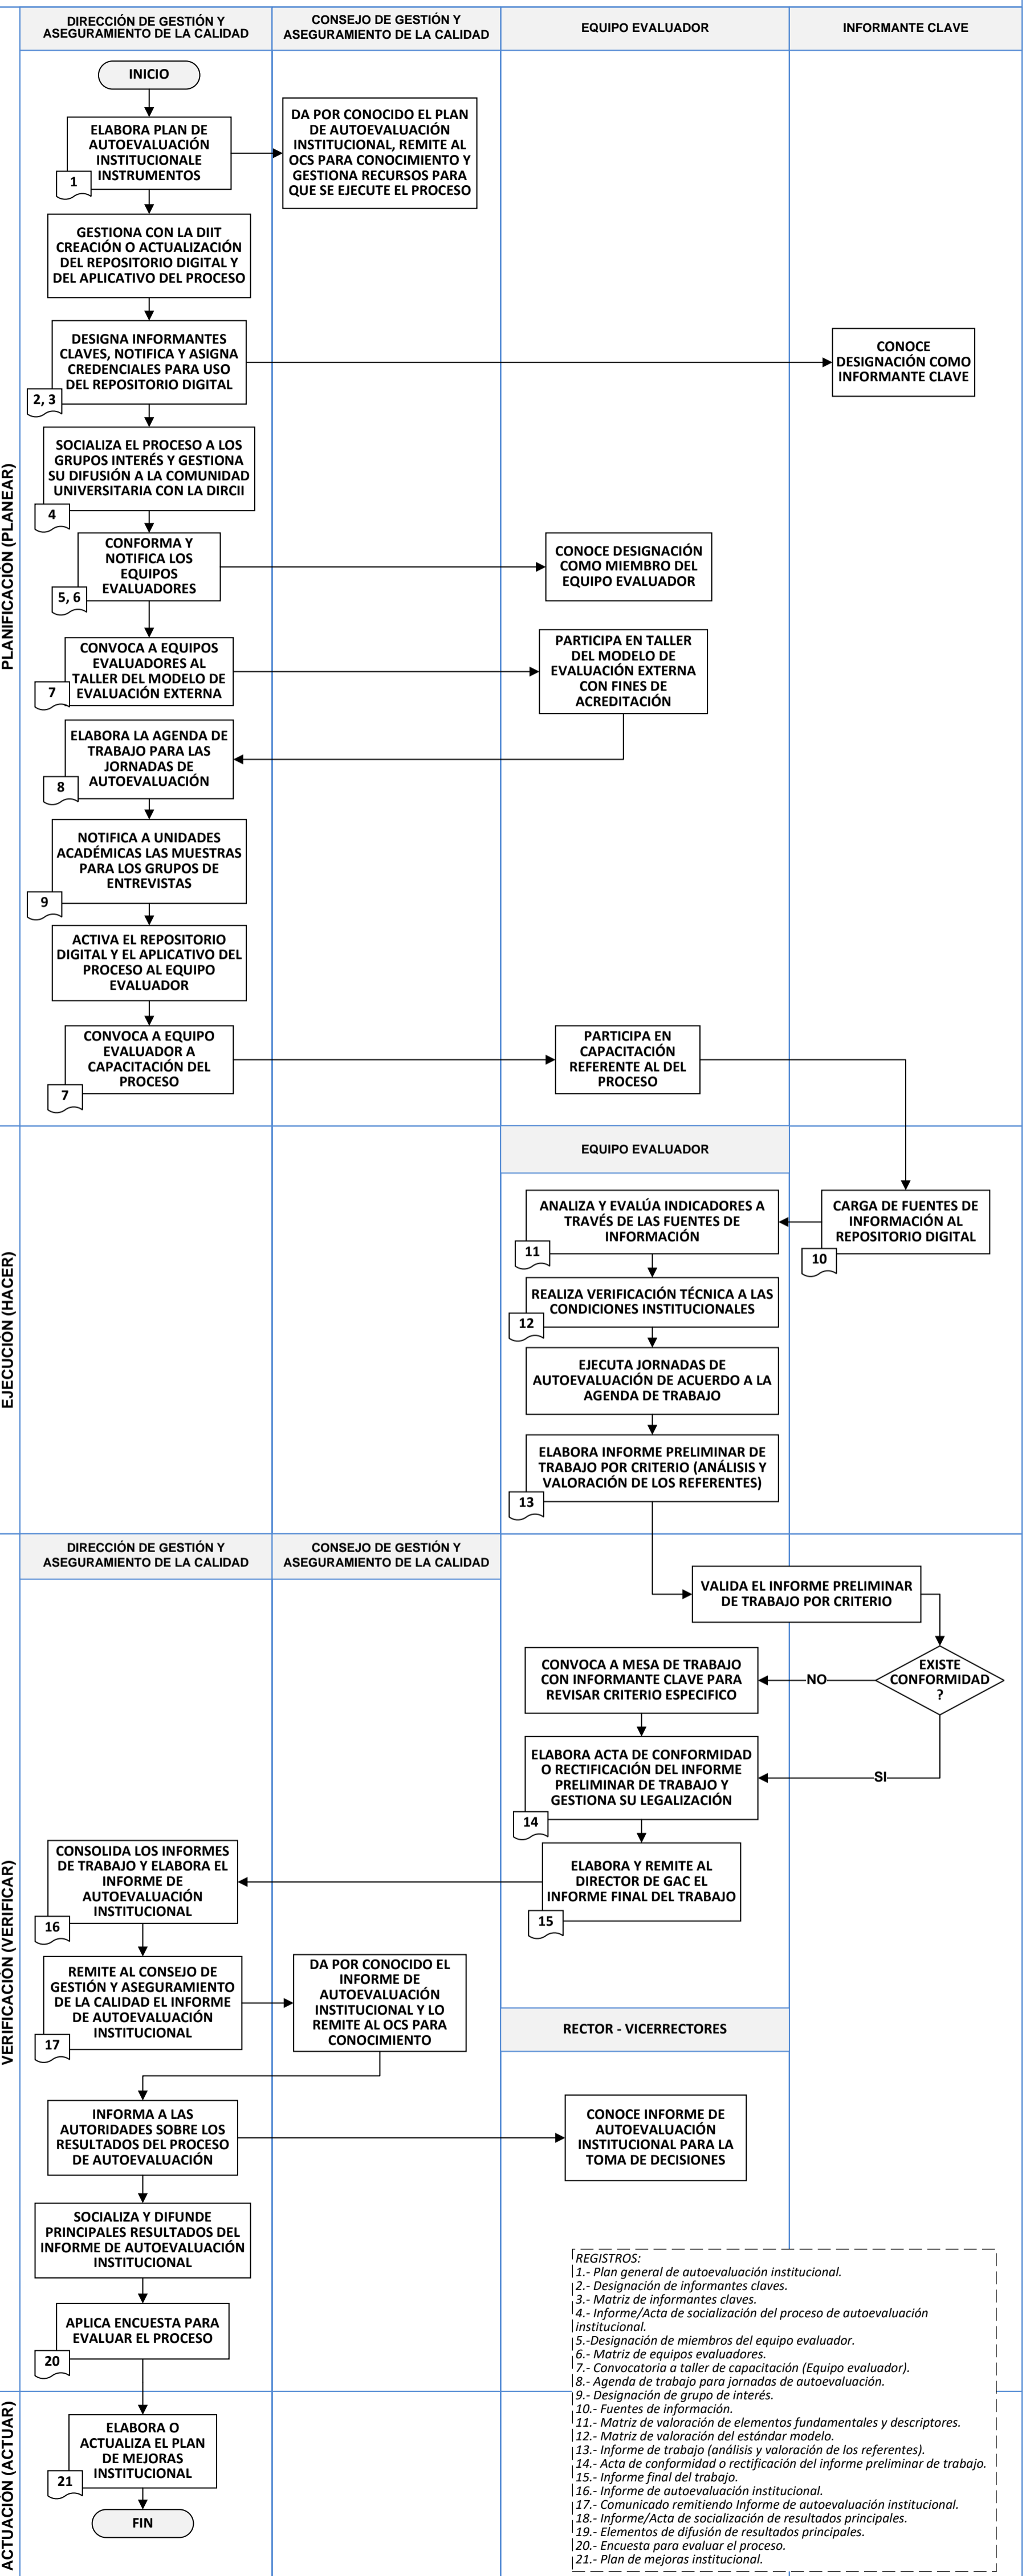 DIRECCIÓN DE GESTIÓN Y
ASEGURAMIENTO DE LA CALIDAD
CONSEJO DE GESTIÓN Y
ASEGURAMIENTO DE LA CALIDAD
EQUIPO EVALUADOR
INFORMANTE CLAVE
PLANIFICACIÓN (PLANEAR)
INICIO
ELABORA PLAN DE
AUTOEVALUACIÓN
INSTITUCIONALE
INSTRUMENTOS
1
DA POR CONOCIDO EL PLAN
DE AUTOEVALUACIÓN
INSTITUCIONAL, REMITE AL
OCS PARA CONOCIMIENTO Y
GESTIONA RECURSOS PARA
QUE SE EJECUTE EL PROCESO
GESTIONA CON LA DIIT
CREACIÓN O ACTUALIZACIÓN
DEL REPOSITORIO DIGITAL Y
DEL APLICATIVO DEL PROCESO
DESIGNA INFORMANTES
CLAVES, NOTIFICA Y ASIGNA
CREDENCIALES PARA USO
DEL REPOSITORIO DIGITAL
2, 3
CONOCE
DESIGNACIÓN COMO
INFORMANTE CLAVE
SOCIALIZA EL PROCESO A LOS
GRUPOS INTERÉS Y GESTIONA
SU DIFUSIÓN A LA COMUNIDAD
UNIVERSITARIA CON LA DIRCII
4
CONFORMA Y
NOTIFICA LOS
EQUIPOS
EVALUADORES
5, 6
CONOCE DESIGNACIÓN
COMO MIEMBRO DEL
EQUIPO EVALUADOR
CONVOCA A EQUIPOS
EVALUADORES AL
TALLER DEL MODELO DE
EVALUACIÓN EXTERNA
7
PARTICIPA EN TALLER
DEL MODELO DE
EVALUACIÓN EXTERNA
CON FINES DE
ACREDITACIÓN
ELABORA LA AGENDA DE
TRABAJO PARA LAS
JORNADAS DE
AUTOEVALUACIÓN
8
NOTIFICA A UNIDADES
ACADÉMICAS LAS MUESTRAS
PARA LOS GRUPOS DE
ENTREVISTAS
9
ACTIVA EL REPOSITORIO
DIGITAL Y EL APLICATIVO DEL
PROCESO AL EQUIPO
EVALUADOR
CONVOCA A EQUIPO
EVALUADOR A
CAPACITACIÓN DEL
PROCESO
7
PARTICIPA EN
CAPACITACIÓN
REFERENTE AL DEL
PROCESO
EJECUCIÓN (HACER)
EQUIPO EVALUADOR
ANALIZA Y EVALÚA INDICADORES A
TRAVÉS DE LAS FUENTES DE
INFORMACIÓN
11
CARGA DE FUENTES DE
INFORMACIÓN AL
REPOSITORIO DIGITAL
10
REALIZA VERIFICACIÓN TÉCNICA A LAS
CONDICIONES INSTITUCIONALES
12
EJECUTA JORNADAS DE
AUTOEVALUACIÓN DE ACUERDO A LA
AGENDA DE TRABAJO
ELABORA INFORME PRELIMINAR DE
TRABAJO POR CRITERIO (ANÁLISIS Y
VALORACIÓN DE LOS REFERENTES)
13
VERIFICACIÓN (VERIFICAR)
DIRECCIÓN DE GESTIÓN Y
ASEGURAMIENTO DE LA CALIDAD
CONSEJO DE GESTIÓN Y
ASEGURAMIENTO DE LA CALIDAD
VALIDA EL INFORME PRELIMINAR
DE TRABAJO POR CRITERIO
EXISTE
CONFORMIDAD
?
NO
CONVOCA A MESA DE TRABAJO
CON INFORMANTE CLAVE PARA
REVISAR CRITERIO ESPECIFICO
SI
ELABORA ACTA DE CONFORMIDAD
O RECTIFICACIÓN DEL INFORME
PRELIMINAR DE TRABAJO Y
GESTIONA SU LEGALIZACIÓN
14
ELABORA Y REMITE AL
DIRECTOR DE GAC EL
INFORME FINAL DEL TRABAJO
15
CONSOLIDA LOS INFORMES
DE TRABAJO Y ELABORA EL
INFORME DE
AUTOEVALUACIÓN
INSTITUCIONAL
16
REMITE AL CONSEJO DE
GESTIÓN Y ASEGURAMIENTO
DE LA CALIDAD EL INFORME
DE AUTOEVALUACIÓN
INSTITUCIONAL
17
DA POR CONOCIDO EL
INFORME DE
AUTOEVALUACIÓN
INSTITUCIONAL Y LO
REMITE AL OCS PARA
CONOCIMIENTO
RECTOR - VICERRECTORES
INFORMA A LAS
AUTORIDADES SOBRE LOS
RESULTADOS DEL PROCESO
DE AUTOEVALUACIÓN
CONOCE INFORME DE
AUTOEVALUACIÓN
INSTITUCIONAL PARA LA
TOMA DE DECISIONES
SOCIALIZA Y DIFUNDE
PRINCIPALES RESULTADOS DEL
INFORME DE AUTOEVALUACIÓN
INSTITUCIONAL
APLICA ENCUESTA PARA
EVALUAR EL PROCESO
20
ACTUACIÓN (ACTUAR)
ELABORA O
ACTUALIZA EL PLAN
DE MEJORAS
INSTITUCIONAL
21
FIN
REGISTROS:
1.- Plan general de autoevaluación institucional.
2.- Designación de informantes claves.
3.- Matriz de informantes claves.
4.- Informe/Acta de socialización del proceso de autoevaluación
institucional.
5.-Designación de miembros del equipo evaluador.
6.- Matriz de equipos evaluadores.
7.- Convocatoria a taller de capacitación (Equipo evaluador).
8.- Agenda de trabajo para jornadas de autoevaluación.
9.- Designación de grupo de interés.
10.- Fuentes de información.
11.- Matriz de valoración de elementos fundamentales y descriptores.
12.- Matriz de valoración del estándar modelo.
13.- Informe de trabajo (análisis y valoración de los referentes).
14.- Acta de conformidad o rectificación del informe preliminar de trabajo.
15.- Informe final del trabajo.
16.- Informe de autoevaluación institucional.
17.- Comunicado remitiendo Informe de autoevaluación institucional.
18.- Informe/Acta de socialización de resultados principales.
19.- Elementos de difusión de resultados principales.
20.- Encuesta para evaluar el proceso.
21.- Plan de mejoras institucional.